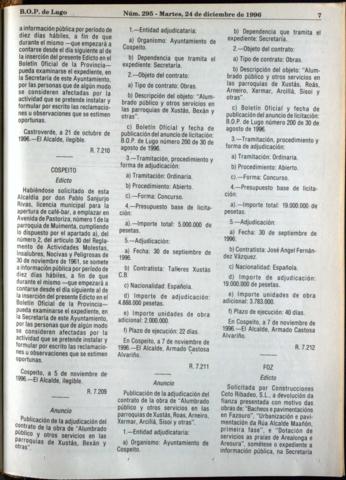 B.O.P. de Lugo
Núm. 295 - Martes, 24 de diciembre de 1996
7
a información pública por período de
diez días hábiles, a fin de que
durante el mismo —que empezará a
contarse desde el día siguiente al de
la inserción del presente Edicto en el
Boletín Oficial de la Provincia—
pueda examinarse el expediente, en
la Secretaría de este Ayuntamiento,
por las personas que de algún modo
se consideren afectadas por la
actividad que se pretende instalar y
formular por escrito las reclamacio-
nes u observaciones que se estimen
oportunas.
Castroverde, a 21 de octubre de
1996.—El Alcalde, ilegible.
R. 7.210
COSPEITO
Edicto
Habiéndose solicitado de esta
Alcaldía por don Pablo Sanjurjo
Rivas, licencia municipal para la
apertura de café-bar, a emplazar en
Avenida de Pastoriza, número 1 de la
parroquia de Muimenta, cumpliendo
lo dispuesto por el apartado a), del
número 2, del artículo 30 del Regla-
mento de Actividades Molestas,
Insalubres, Nocivas y Peligrosas de
30 de noviembre de 1961, se somete
a información pública por período de
diez días hábiles, a fin de que
durante el mismo —que empezará a
contarse desde el día siguiente al de
la inserción del presente Edicto en el
Boletín Oficial de la Provincia—
pueda examinarse el expediente, en
la Secretaría de este Ayuntamiento,
por las personas que de algún modo
se consideren afectadas por la
actividad que se pretende instalar y
formular por escrito las reclamacio-
nes u observaciones que se estimen
oportunas.
Cospeito, a 5 de noviembre de
1996.—El Alcalde, ilegible.
R. 7.209
Anuncio
Publicación de la adjudicación del
contrato de la obra de "Alumbrado
público y otros servicios en las
parroquias de Xustás, Bexán y
otras".
1.—Entidad adjudicataria:
a) Organismo: Ayuntamiento de
Cospeito.
b) Dependencia que tramita el
expediente: Secretaría.
2.—Objeto del contrato:
a) Tipo de contrato: Obras.
b) Descripción del objeto: "Alum-
brado público y otros servicios en
las parroquias de Xustás, Bexán y
otras".
c) Boletín Oficial y fecha de
publicación del anuncio de licitación:
B.O.P. de Lugo número 200 de 30 de
agosto de 1996.
3.—Tramitación, procedimiento y
forma de adjudicación:
a) Tramitación: Ordinaria.
b) Procedimiento: Abierto.
c).—Forma: Concurso.
4.—Presupuesto base de licita-
ción:
a).—Importe total: 5.000.000 de
pesetas.
5.—Adjudicación:
a) Fecha: 30 de septiembre de
1996.
b) Contratista: Talleres Xustás
C.B.
c) Nacionalidad: Española.
d) Importe de adjudicación:
4.888.000 pesetas.
e) Importe unidades de obra
adicional: 2.000.000.
f) Plazo de ejecución: 22 días.
En Cospeito, a 7 de noviembre de
1996.—El Alcalde, Armado Castosa
Alvariño.
R. 7.211
Anuncio
Publicación de la adjudicación del
contrato de la obra de "Alumbrado
público y otros servicios en las
parroquias de Xustás, Roas, Arneiro,
Xermar, Arcillá, Sisoi y otras".
1.—Entidad adjudicataria:
a) Organismo: Ayuntamiento de
Cospeito.
b) Dependencia que tramita el
expediente: Secretaría.
2.—Objeto del contrato:
a) Tipo de contrato: Obras.
b) Descripción del objeto: "Alum-
brado público y otros servicios en
las parroquias de Xustás, Roas,
Arneiro, Xermar, Arcillá, Sisoi y
otras".
c) Boletín Oficial y fecha de
publicación del anuncio de licitación:
B.O.P. de Lugo número 200 de 30 de
agosto de 1996.
3.—Tramitación, procedimiento y
forma de adjudicación:
a) Tramitación: Ordinaria.
b) Procedimiento: Abierto.
c).—Forma: Concurso.
4.—Presupuesto base de licita-
ción:
a).—Importe total: 19.000.000 de
pesetas.
5.—Adjudicación:
a) Fecha: 30 de septiembre de
1996.
b) Contratista: José Angel Fernán-
dez Vázquez.
c) Nacionalidad: Española.
d) Importe de adjudicación:
19.000.000 de pesetas.
e) Importe unidades de obra
adicional: 3.783.000.
f) Plazo de ejecución: 40 días.
En Cospeito, a 7 de noviembre de
1996.—El Alcalde, Armado Castosa
Alvariño.
R. 7.212
FOZ
Edicto
Solicitada por Construcciones
Coto Ribadeo, S.L., a devolución da
fianza presentada con motivo das
obras de: "Bacheos e pavimentación
en Fazouro", "Urbanización e pavi-
mentación da Rúa Alcalde Maañón,
primeira fase", e "Dotación de
servicios as praias de Arealonga e
Areoura", sométese o expediente a
información pública, na Secretaría